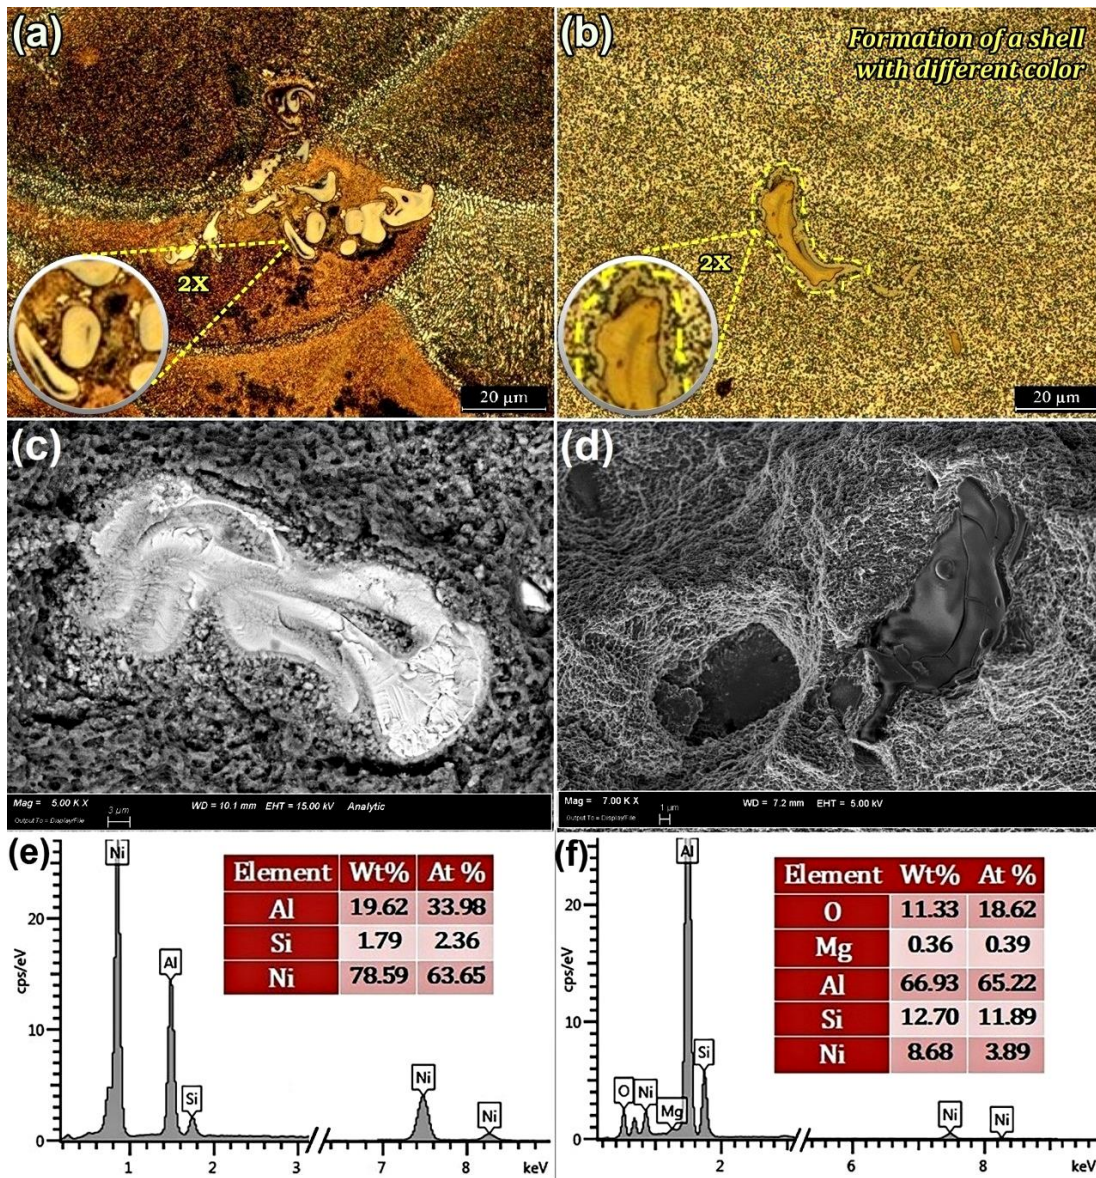 (a)
2X
20 µm
(b)
Formation of a shell
with different color
2X
20 µm
(c)
Mag = 5.00 K X
3 µm
WD = 10.1 mm EHT = 15.00 kV Analytic
Output To = Display/File
(d)
Mag = 7.00 K X
1 µm
WD = 7.2 mm EHT = 5.00 kV
Output To = Display/File
(e)
cps/eV
20
10
0
Ni
Al
Si
Ni
Ni
1 2 3 7 8 keV
Element Wt% At %
Al 19.62 33.98
Si 1.79 2.36
Ni 78.59 63.65
(f)
cps/eV
20
10
0
O
Ni
Mg
Al
Si
Ni
Ni
2 6 8 keV
Element Wt% At %
O 11.33 18.62
Mg 0.36 0.39
Al 66.93 65.22
Si 12.70 11.89
Ni 8.68 3.89